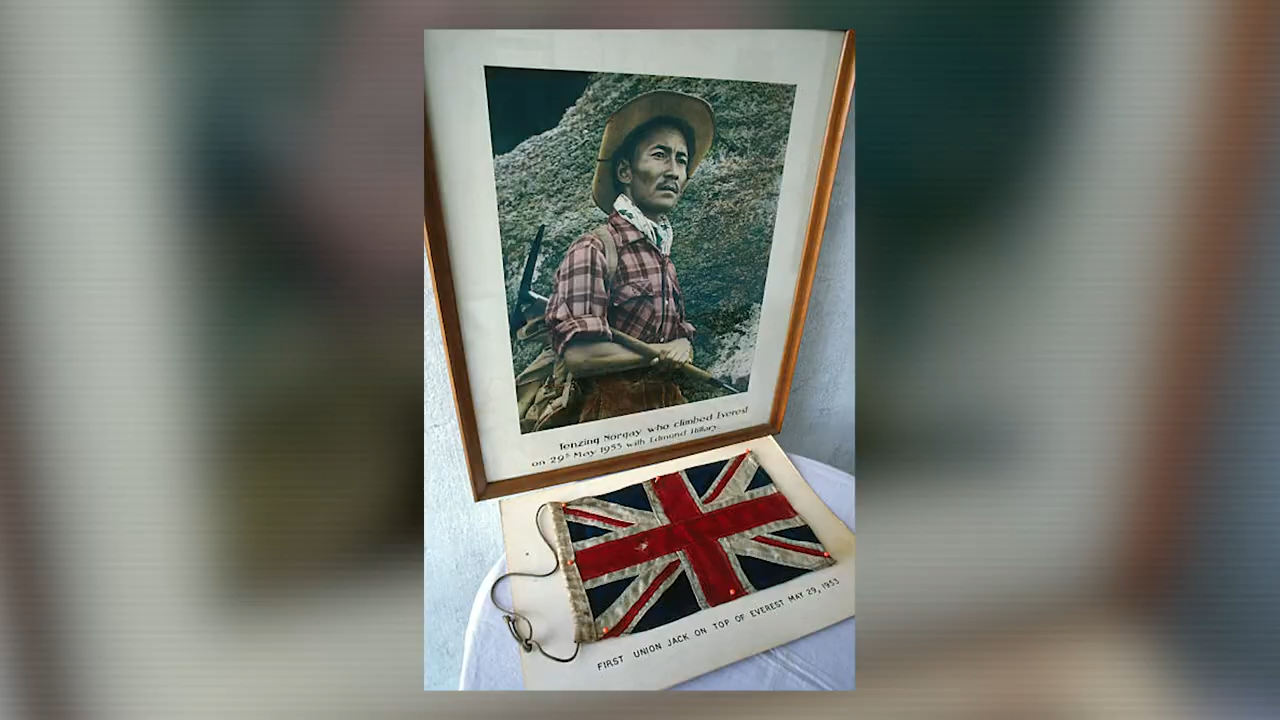 Tenzing Norgay who climbed Everest
on 29th May 1953 with Edmund Hillary.
FIRST UNION JACK ON TOP OF EVEREST MAY 29, 1953